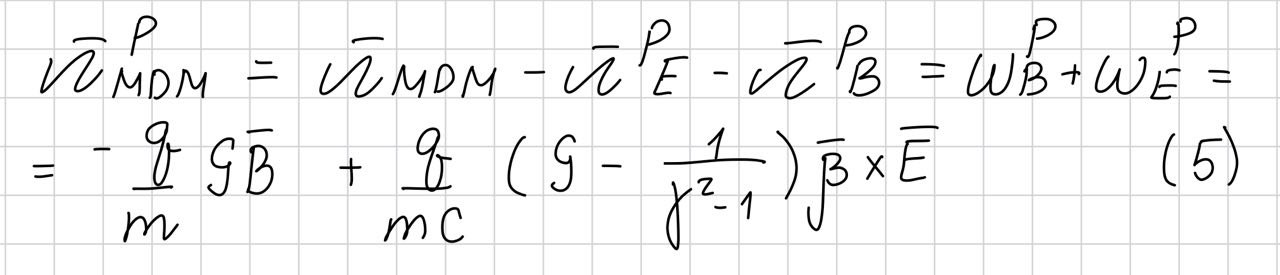 Ω̄ᴾ_MDM = Ω̄_MDM − Ω̄ᴾ_E − Ω̄ᴾ_B = ωᴾ_B + ωᴾ_E =
= −q/m G B̄ + q/mc (G − 1/(γ²−1)) β̄ × Ē (5)